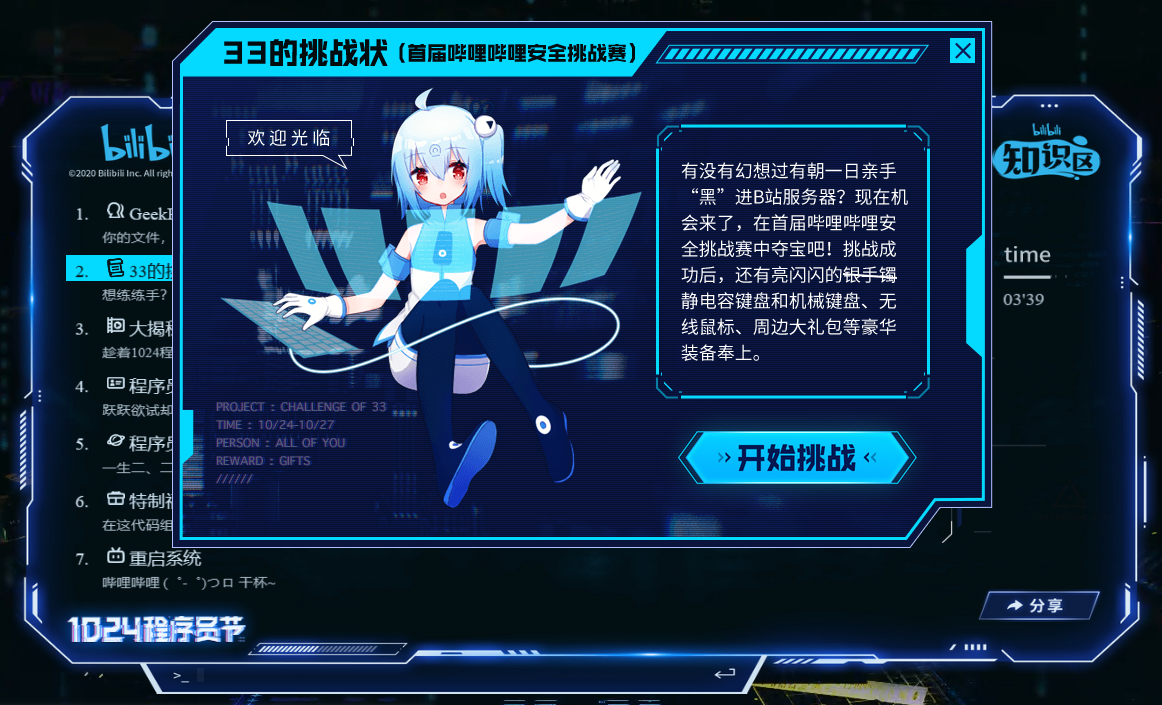 33的挑战状（首届哔哩哔哩安全挑战赛）
欢迎光临
有没有幻想过有朝一日亲手
“黑”进B站服务器？现在机
会来了，在首届哔哩哔哩安
全挑战赛中夺宝吧！挑战成
功后，还有亮闪闪的银手镯
静电容键盘和机械键盘、无
线鼠标、周边大礼包等豪华
装备奉上。
开始挑战
PROJECT : CHALLENGE OF 33
TIME : 10/24-10/27
PERSON : ALL OF YOU
REWARD : GIFTS
//////
©2020 Bilibili Inc. All righ
1.
你的文件，
2. 33的
想练练手？
3. 大揭
趁着1024程
4. 程序
跃跃欲试却
5. 程序
一生二、二
6. 特制
在这代码组
7. 重启系统
哔哩哔哩 (゜-゜)つロ 干杯~
bilibili
知识区
time
03'39
分享
1024程序员节
>_